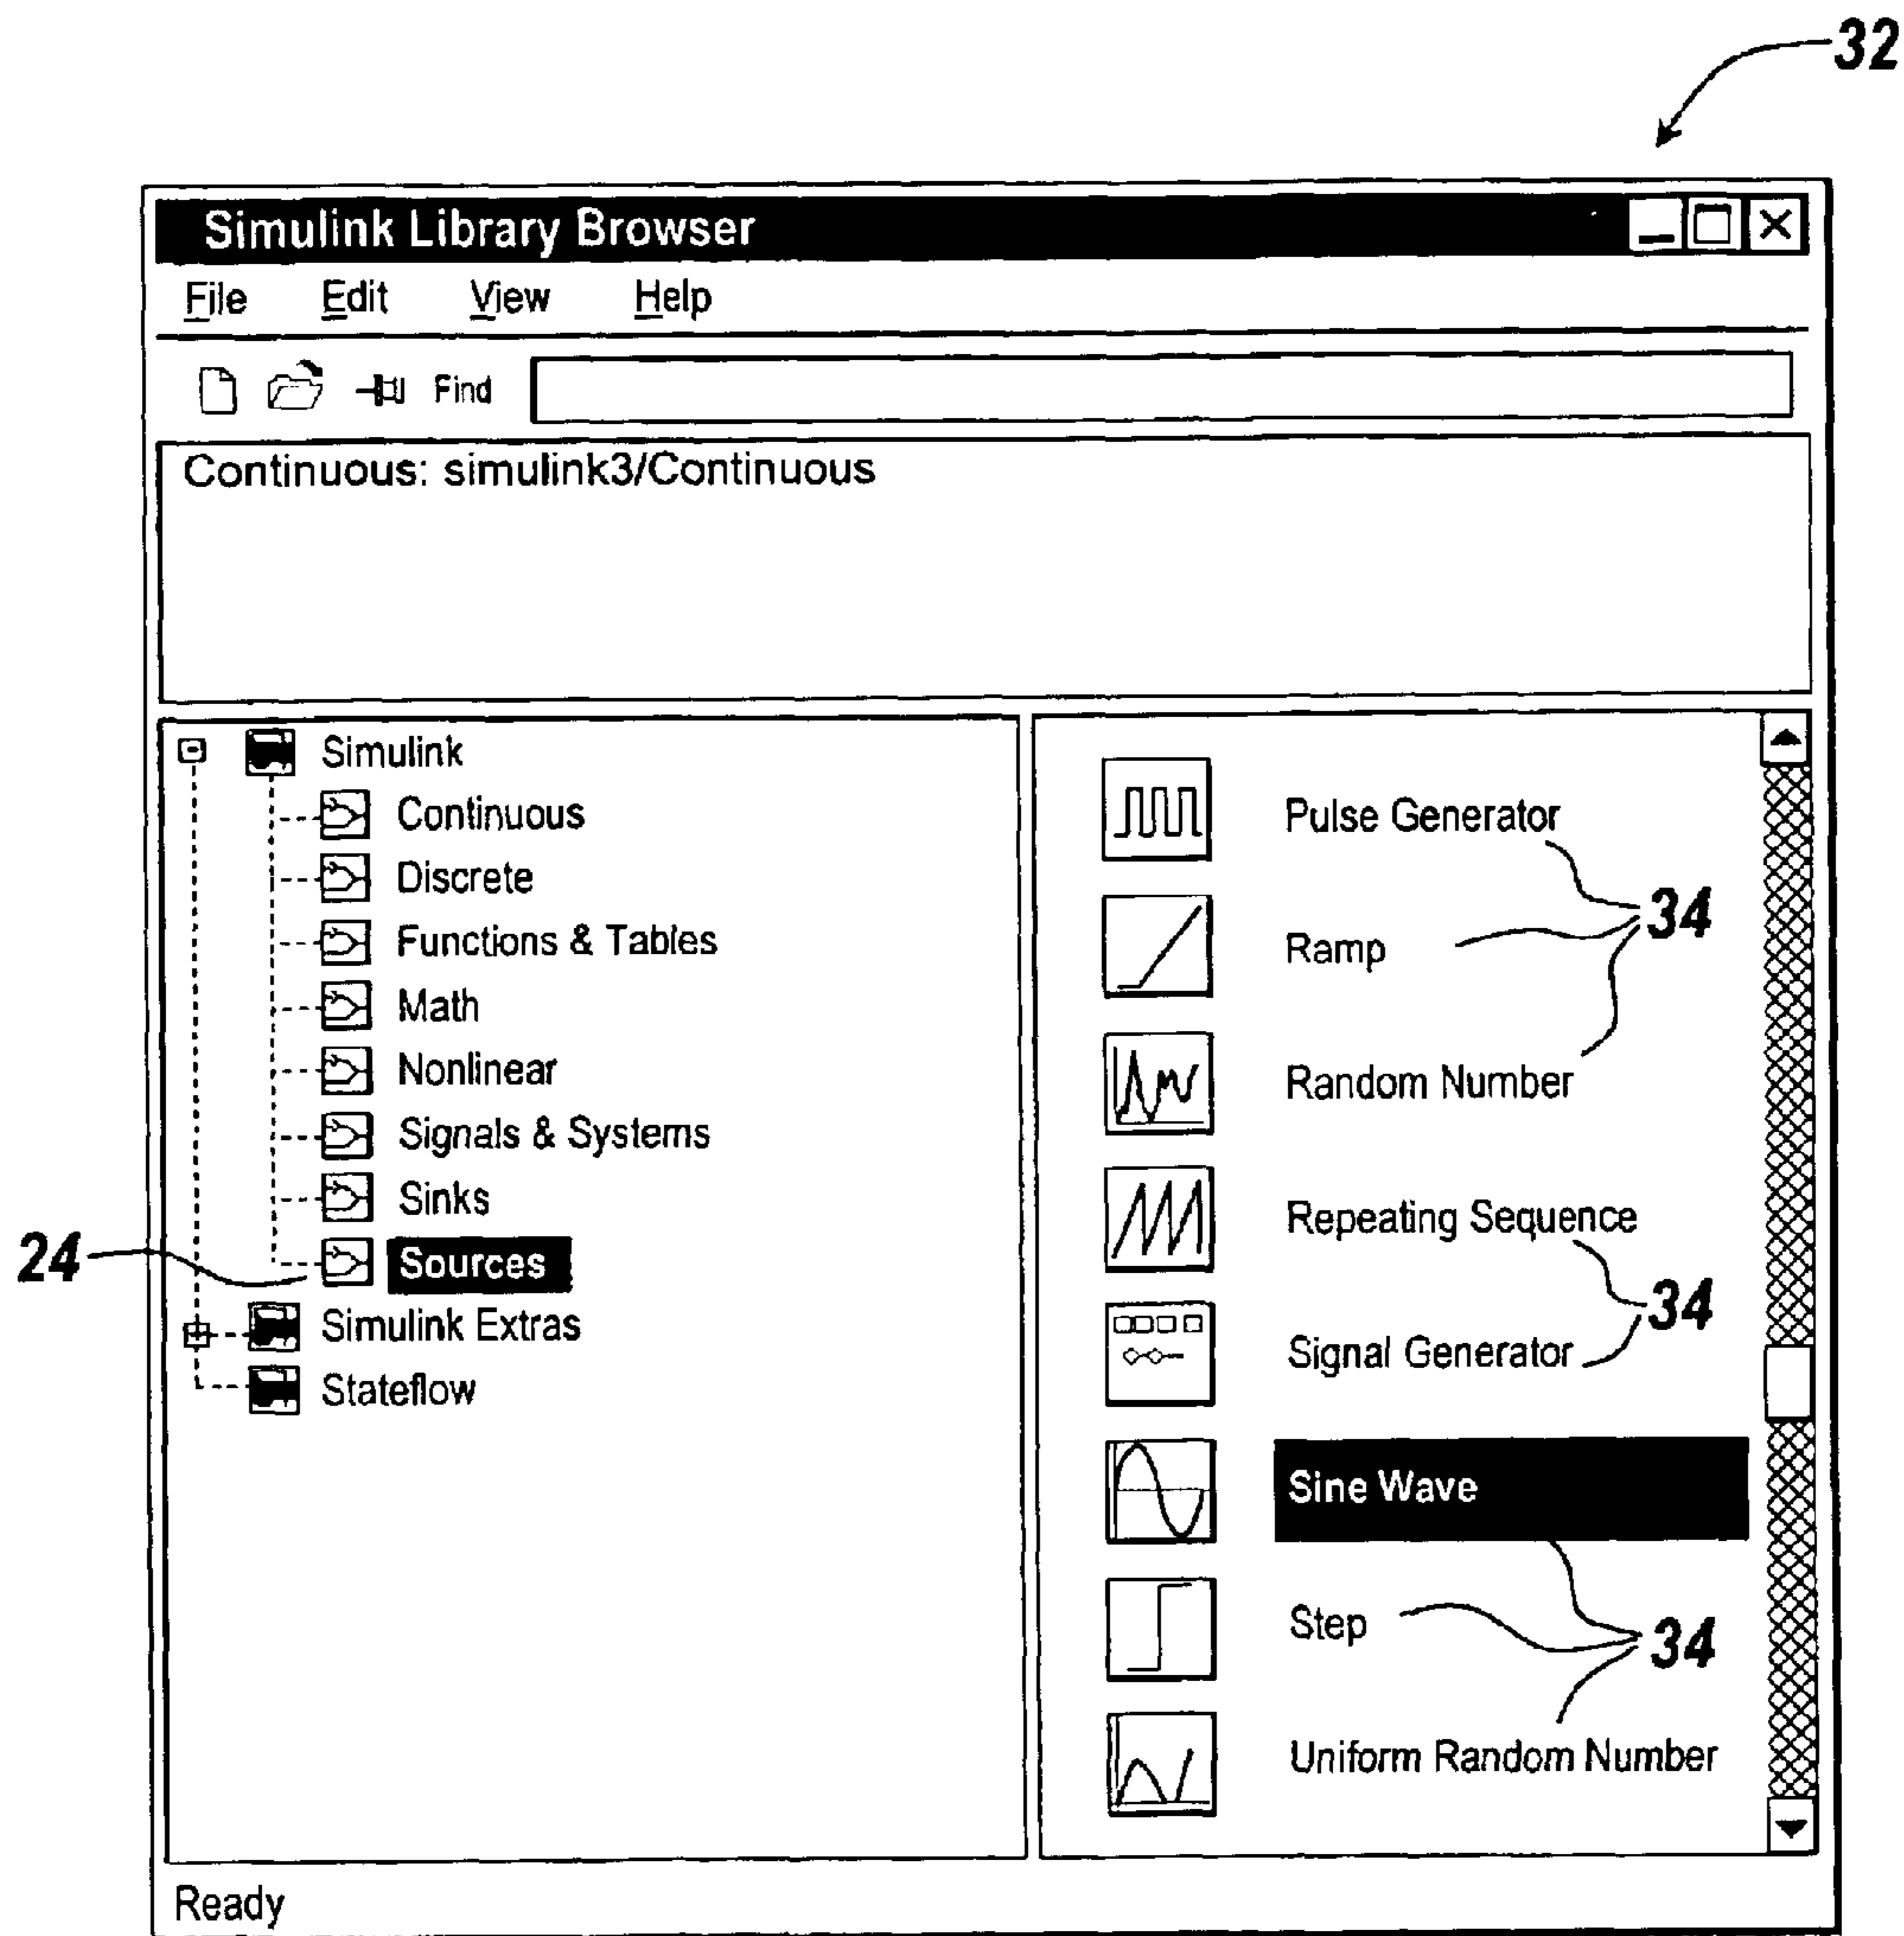 32
Simulink Library Browser
File Edit View Help
Find
Continuous: simulink3/Continuous
Simulink
Continuous
Discrete
Functions & Tables
Math
Nonlinear
Signals & Systems
Sinks
24
Sources
Simulink Extras
Stateflow
Pulse Generator
34
Ramp
Random Number
Repeating Sequence
34
Signal Generator
Sine Wave
Step
34
Uniform Random Number
Ready